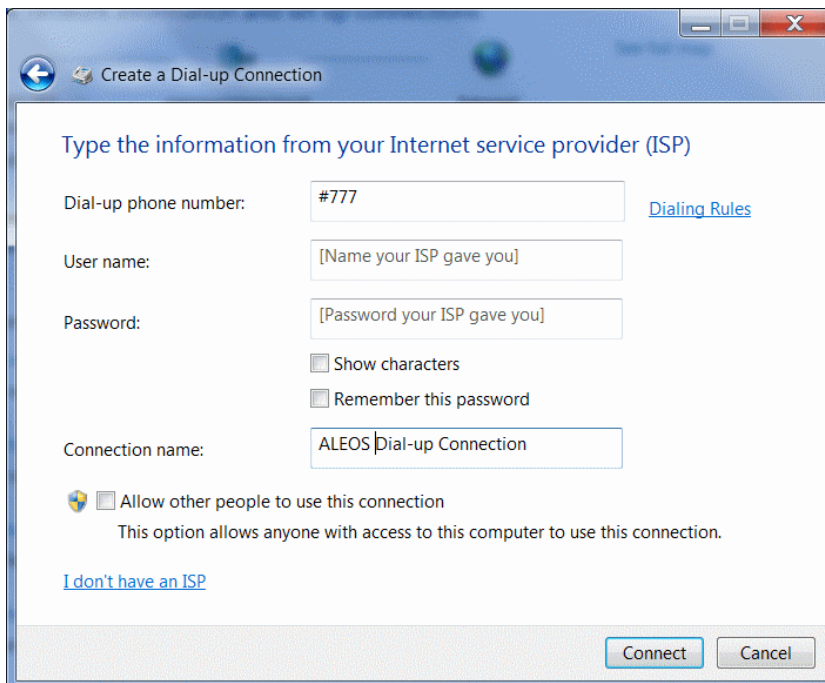 Create a Dial-up Connection
Type the information from your Internet service provider (ISP)
Dial-up phone number:
#777
Dialing Rules
User name:
[Name your ISP gave you]
Password:
[Password your ISP gave you]
Show characters
Remember this password
Connection name:
ALEOS Dial-up Connection
Allow other people to use this connection
This option allows anyone with access to this computer to use this connection.
I don't have an ISP
Connect
Cancel